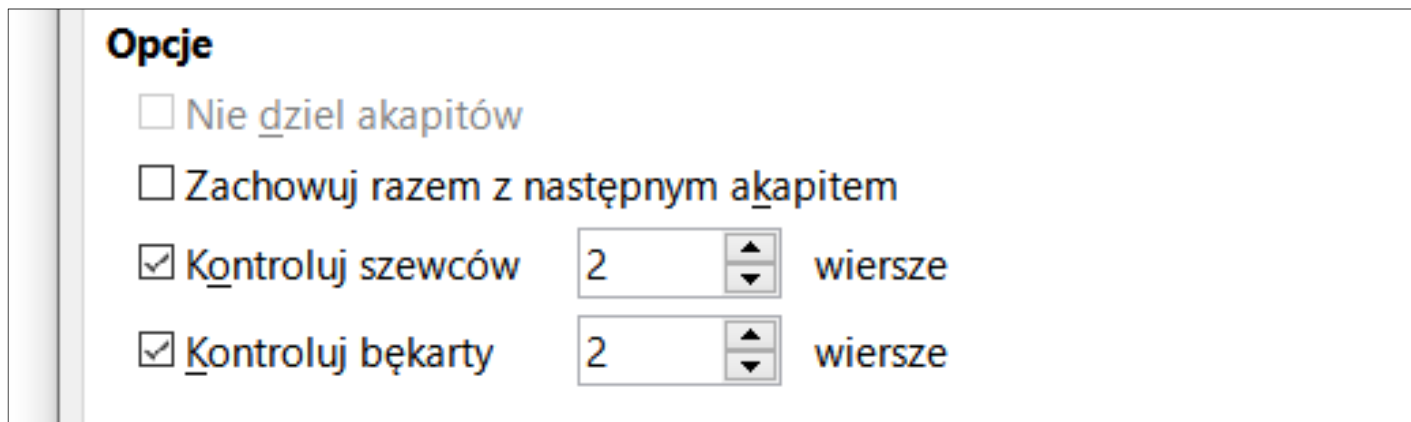 Opcje
Nie dziel akapitów
Zachowuj razem z następnym akapitem
Kontroluj szewców 2 wiersze
Kontroluj bękarty 2 wiersze